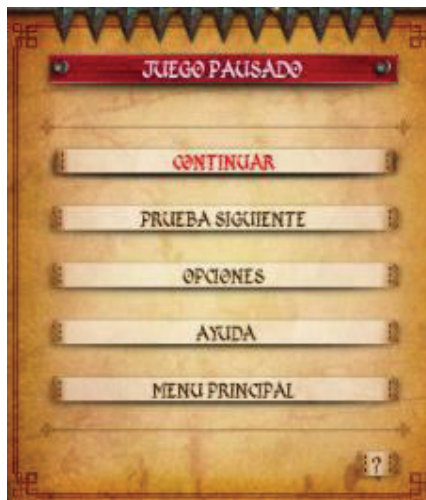 JUEGO PAUSADO
CONTINUAR
PRUEBA SIGUIENTE
OPCIONES
AYUDA
MENU PRINCIPAL
?